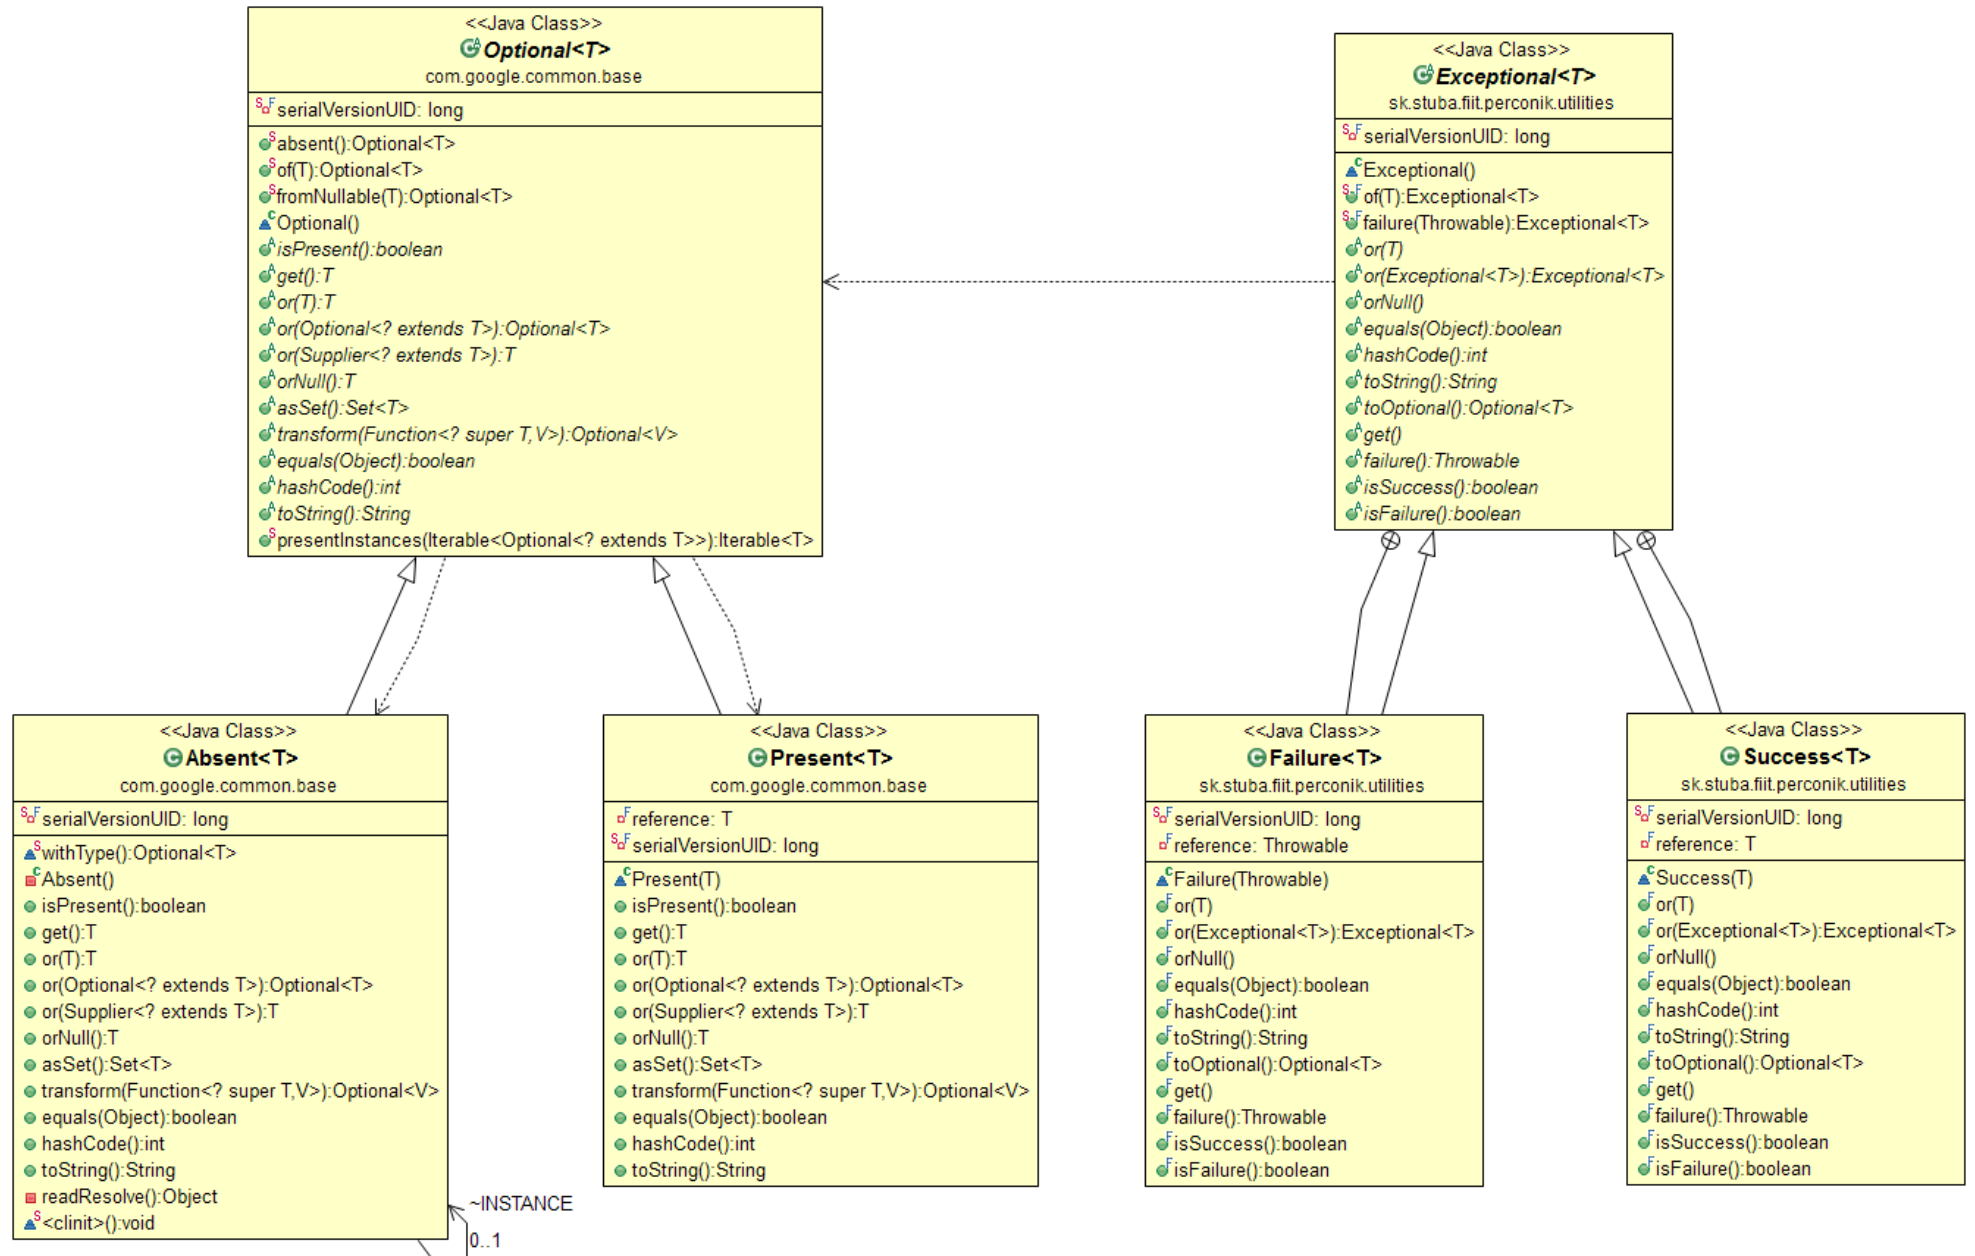 <<Java Class>>
Optional<T>
com.google.common.base
serialVersionUID: long
absent():Optional<T>
of(T):Optional<T>
fromNullable(T):Optional<T>
Optional()
isPresent():boolean
get():T
or(T):T
or(Optional<? extends T>):Optional<T>
or(Supplier<? extends T>):T
orNull():T
asSet():Set<T>
transform(Function<? super T,V>):Optional<V>
equals(Object):boolean
hashCode():int
toString():String
presentInstances(Iterable<Optional<? extends T>>):Iterable<T>
<<Java Class>>
Exceptional<T>
sk.stuba.fiit.perconik.utilities
serialVersionUID: long
Exceptional()
of(T):Exceptional<T>
failure(Throwable):Exceptional<T>
or(T)
or(Exceptional<T>):Exceptional<T>
orNull()
equals(Object):boolean
hashCode():int
toString():String
toOptional():Optional<T>
get()
failure():Throwable
isSuccess():boolean
isFailure():boolean
<<Java Class>>
Absent<T>
com.google.common.base
serialVersionUID: long
withType():Optional<T>
Absent()
isPresent():boolean
get():T
or(T):T
or(Optional<? extends T>):Optional<T>
or(Supplier<? extends T>):T
orNull():T
asSet():Set<T>
transform(Function<? super T,V>):Optional<V>
equals(Object):boolean
hashCode():int
toString():String
readResolve():Object
<clinit>():void
~INSTANCE
0..1
<<Java Class>>
Present<T>
com.google.common.base
reference: T
serialVersionUID: long
Present(T)
isPresent():boolean
get():T
or(T):T
or(Optional<? extends T>):Optional<T>
or(Supplier<? extends T>):T
orNull():T
asSet():Set<T>
transform(Function<? super T,V>):Optional<V>
equals(Object):boolean
hashCode():int
toString():String
<<Java Class>>
Failure<T>
sk.stuba.fiit.perconik.utilities
serialVersionUID: long
reference: Throwable
Failure(Throwable)
or(T)
or(Exceptional<T>):Exceptional<T>
orNull()
equals(Object):boolean
hashCode():int
toString():String
toOptional():Optional<T>
get()
failure():Throwable
isSuccess():boolean
isFailure():boolean
<<Java Class>>
Success<T>
sk.stuba.fiit.perconik.utilities
serialVersionUID: long
reference: T
Success(T)
or(T)
or(Exceptional<T>):Exceptional<T>
orNull()
equals(Object):boolean
hashCode():int
toString():String
toOptional():Optional<T>
get()
failure():Throwable
isSuccess():boolean
isFailure():boolean